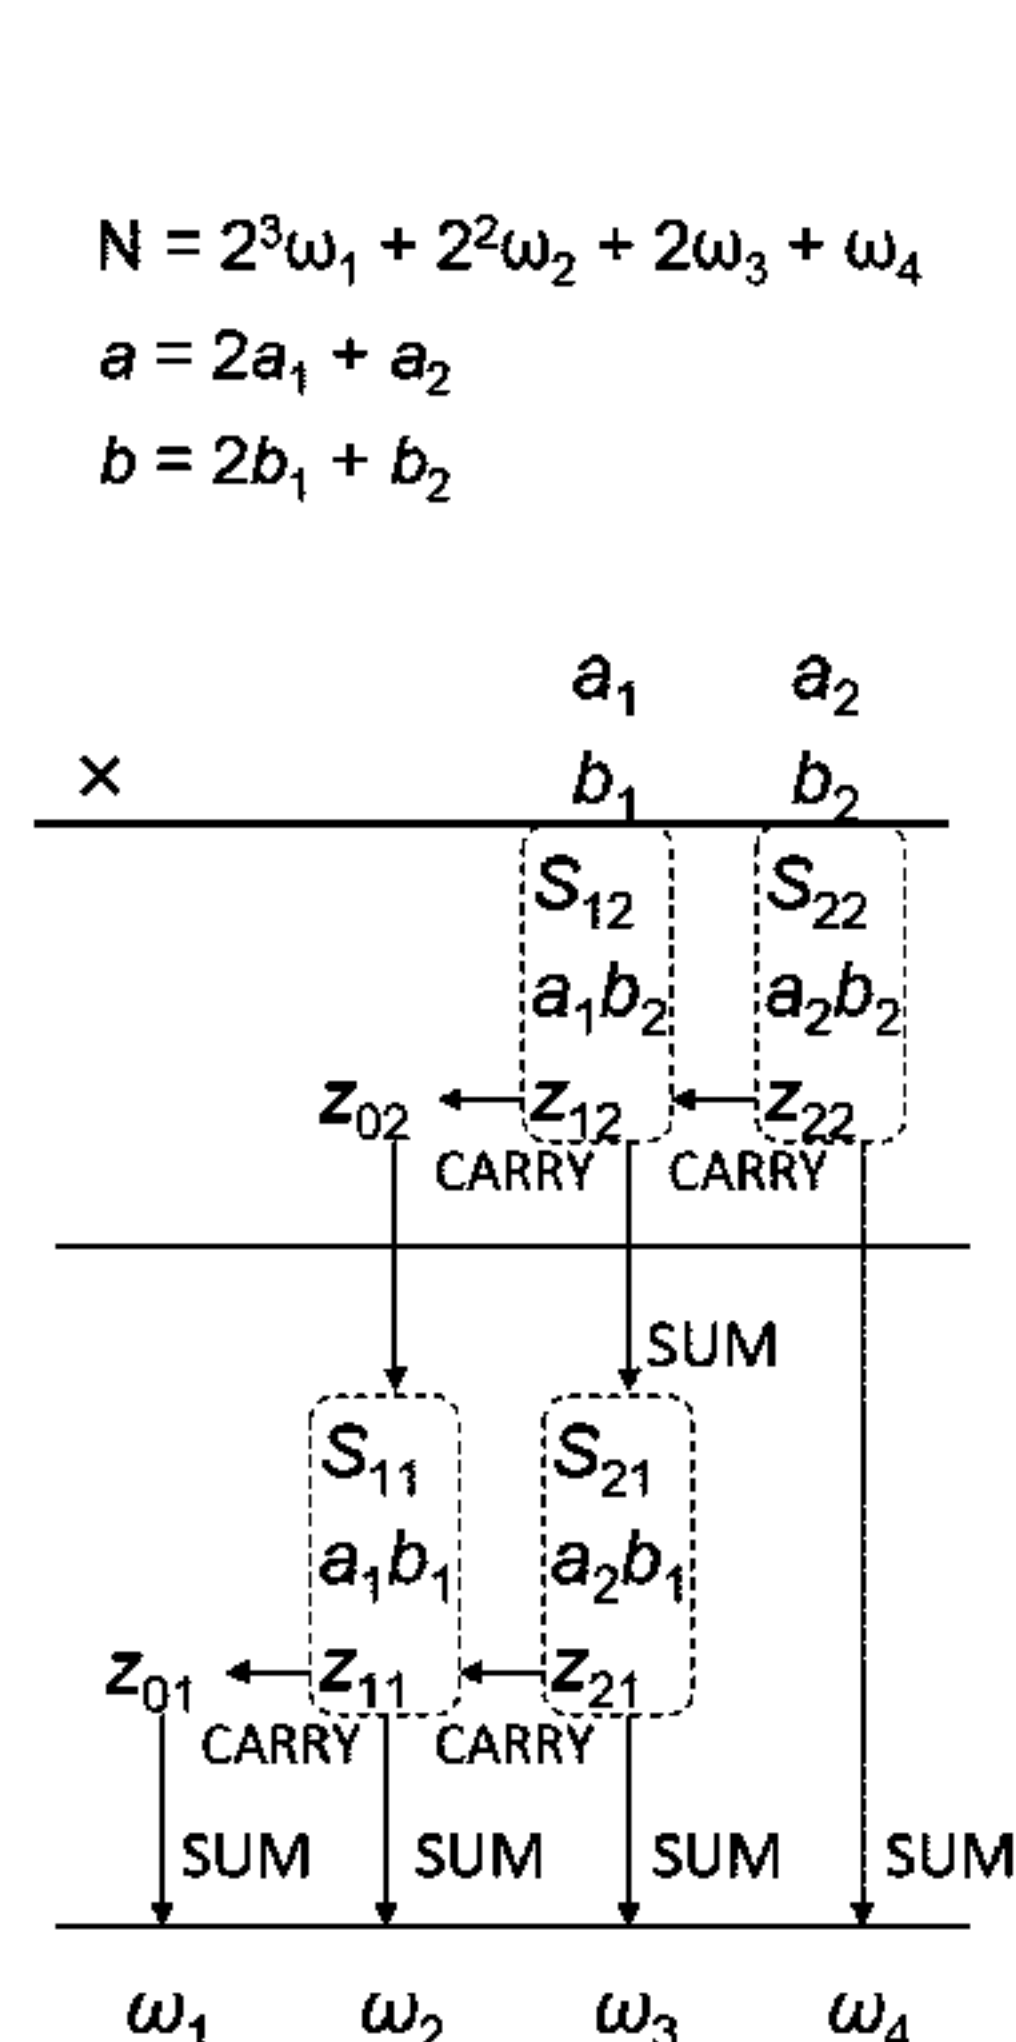 N = 2³ω₁ + 2²ω₂ + 2ω₃ + ω₄
a = 2a₁ + a₂
b = 2b₁ + b₂
a₁ a₂
× b₁ b₂
S₁₂ S₂₂
a₁b₂ a₂b₂
z₀₂ z₁₂ z₂₂
CARRY CARRY
SUM
S₁₁ S₂₁
a₁b₁ a₂b₁
z₀₁ z₁₁ z₂₁
CARRY CARRY
SUM SUM SUM SUM
ω₁ ω₂ ω₃ ω₄